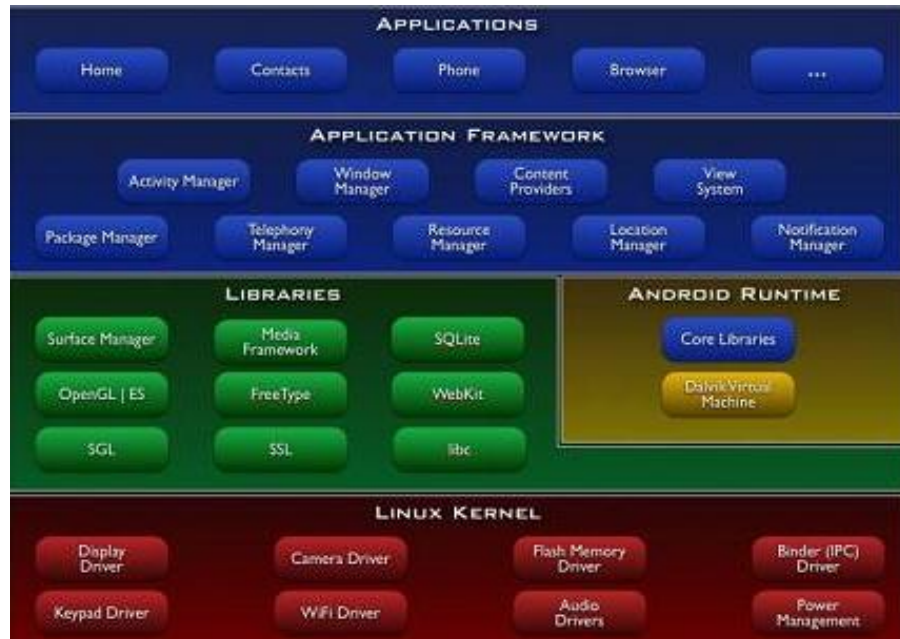 APPLICATIONS
Home
Contacts
Phone
Browser
...
APPLICATION FRAMEWORK
Activity Manager
Window
Manager
Content
Providers
View
System
Package Manager
Telephony
Manager
Resource
Manager
Location
Manager
Notification
Manager
LIBRARIES
Surface Manager
Media
Framework
SQLite
OpenGL | ES
FreeType
WebKit
SGL
SSL
libc
ANDROID RUNTIME
Core Libraries
Dalvik Virtual
Machine
LINUX KERNEL
Display
Driver
Camera Driver
Flash Memory
Driver
Binder (IPC)
Driver
Keypad Driver
WiFi Driver
Audio
Drivers
Power
Management